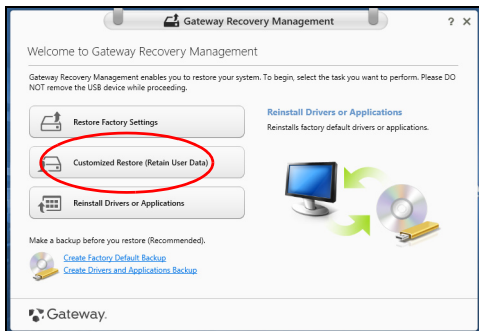 Gateway Recovery Management
? X
Welcome to Gateway Recovery Management
Gateway Recovery Management enables you to restore your system. To begin, select the task you want to perform. Please DO
NOT remove the USB device while proceeding.
Restore Factory Settings
Customized Restore (Retain User Data)
Reinstall Drivers or Applications
Reinstall Drivers or Applications
Reinstalls factory default drivers or applications.
Make a backup before you restore (Recommended).
Create Factory Default Backup
Create Drivers and Applications Backup
Gateway.